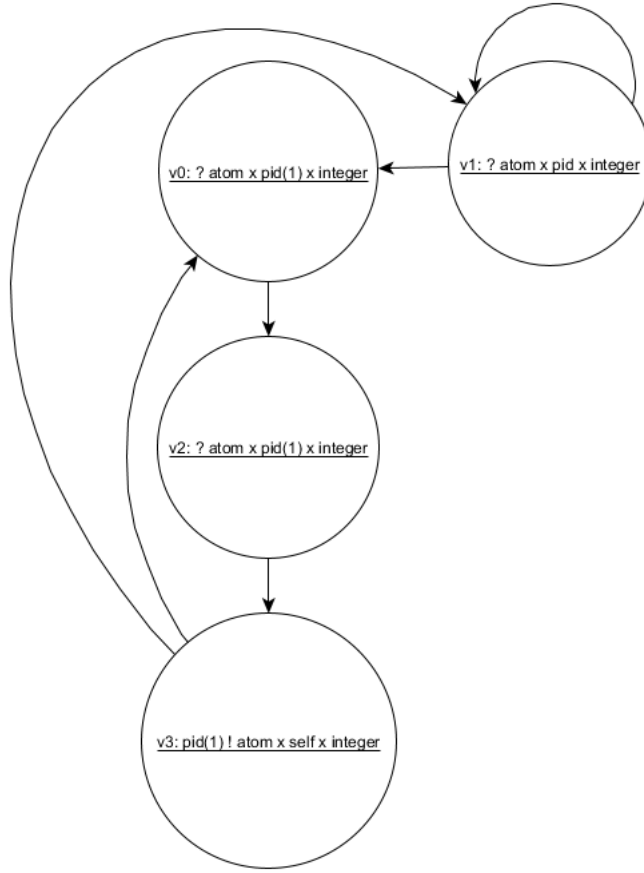 v0: ? atom x pid(1) x integer
v1: ? atom x pid x integer
v2: ? atom x pid(1) x integer
v3: pid(1) ! atom x self x integer